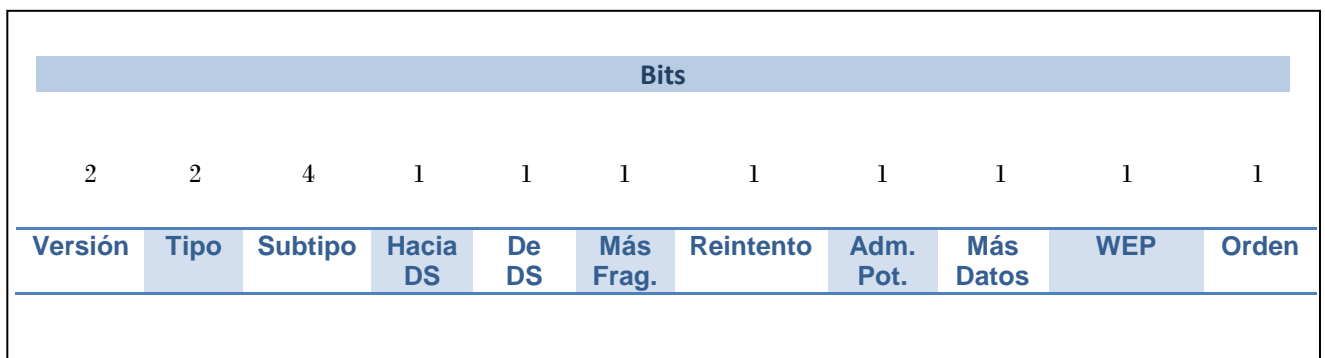 Bits
2 2 4 1 1 1 1 1 1 1 1
Versión Tipo Subtipo Hacia De Más Reintento Adm. Más WEP Orden
DS DS Frag. Pot. Datos